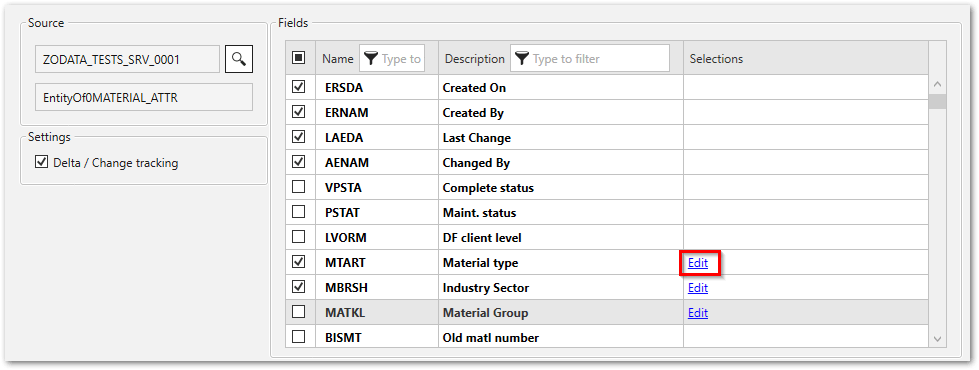 Source
ZODATA_TESTS_SRV_0001
EntityOf0MATERIAL_ATTR
Settings
Delta / Change tracking
Fields
Name Type to Description Type to filter Selections
ERSDA Created On
ERNAM Created By
LAEDA Last Change
AENAM Changed By
VPSTA Complete status
PSTAT Maint. status
LVORM DF client level
MTART Material type Edit
MBRSH Industry Sector Edit
MATKL Material Group Edit
BISMT Old matl number